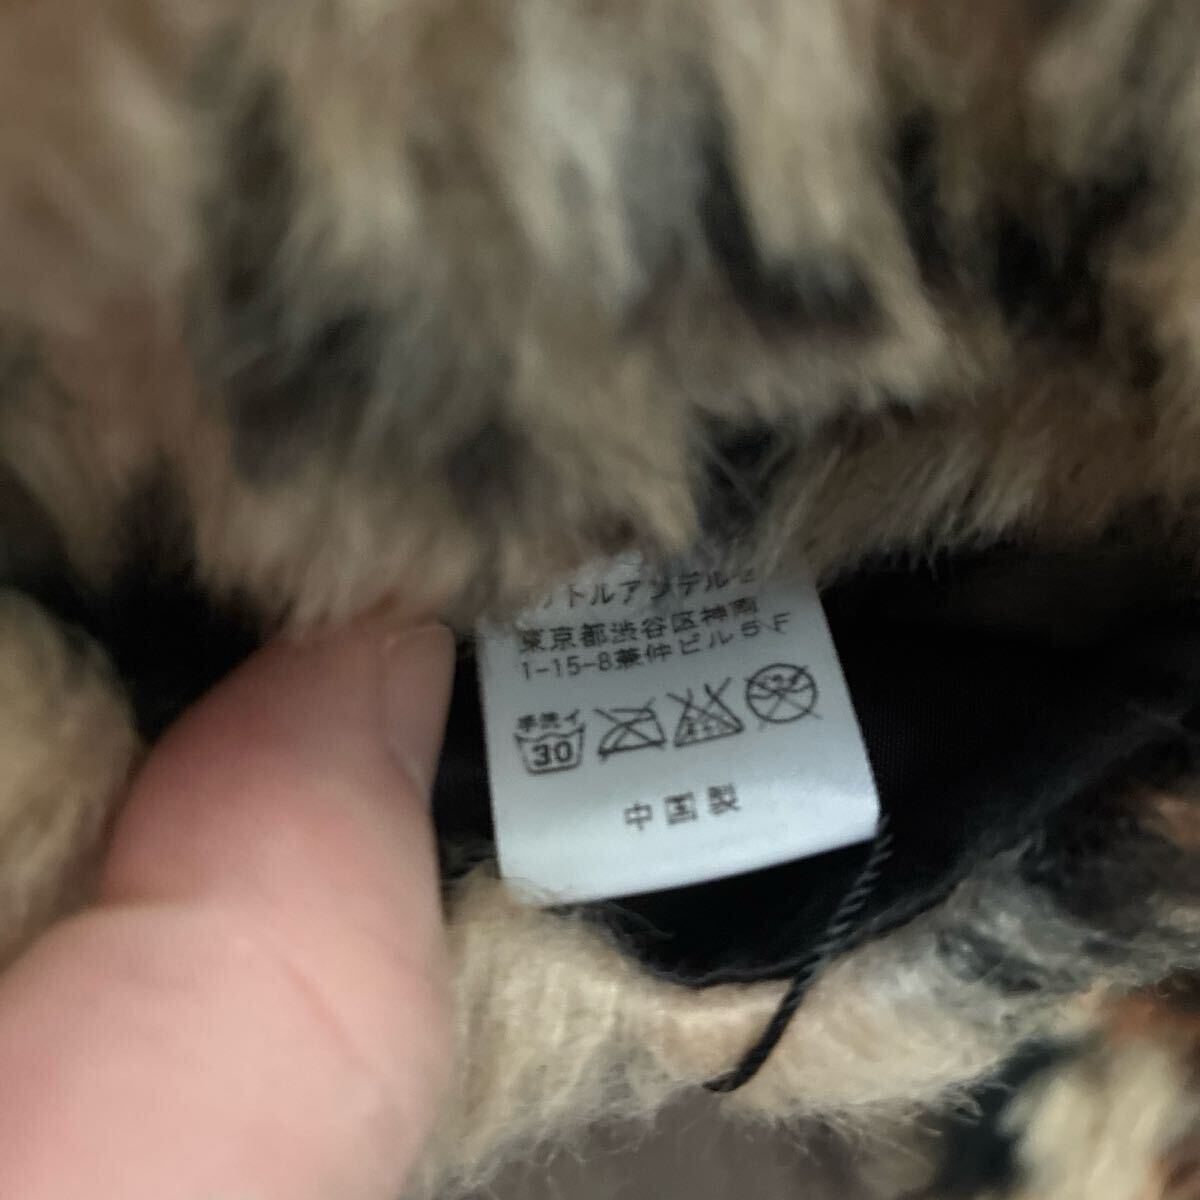 トルアンデルセ
東京都渋谷区神南
1-15-8兼仲ビル5F
手洗イ
30
中国製